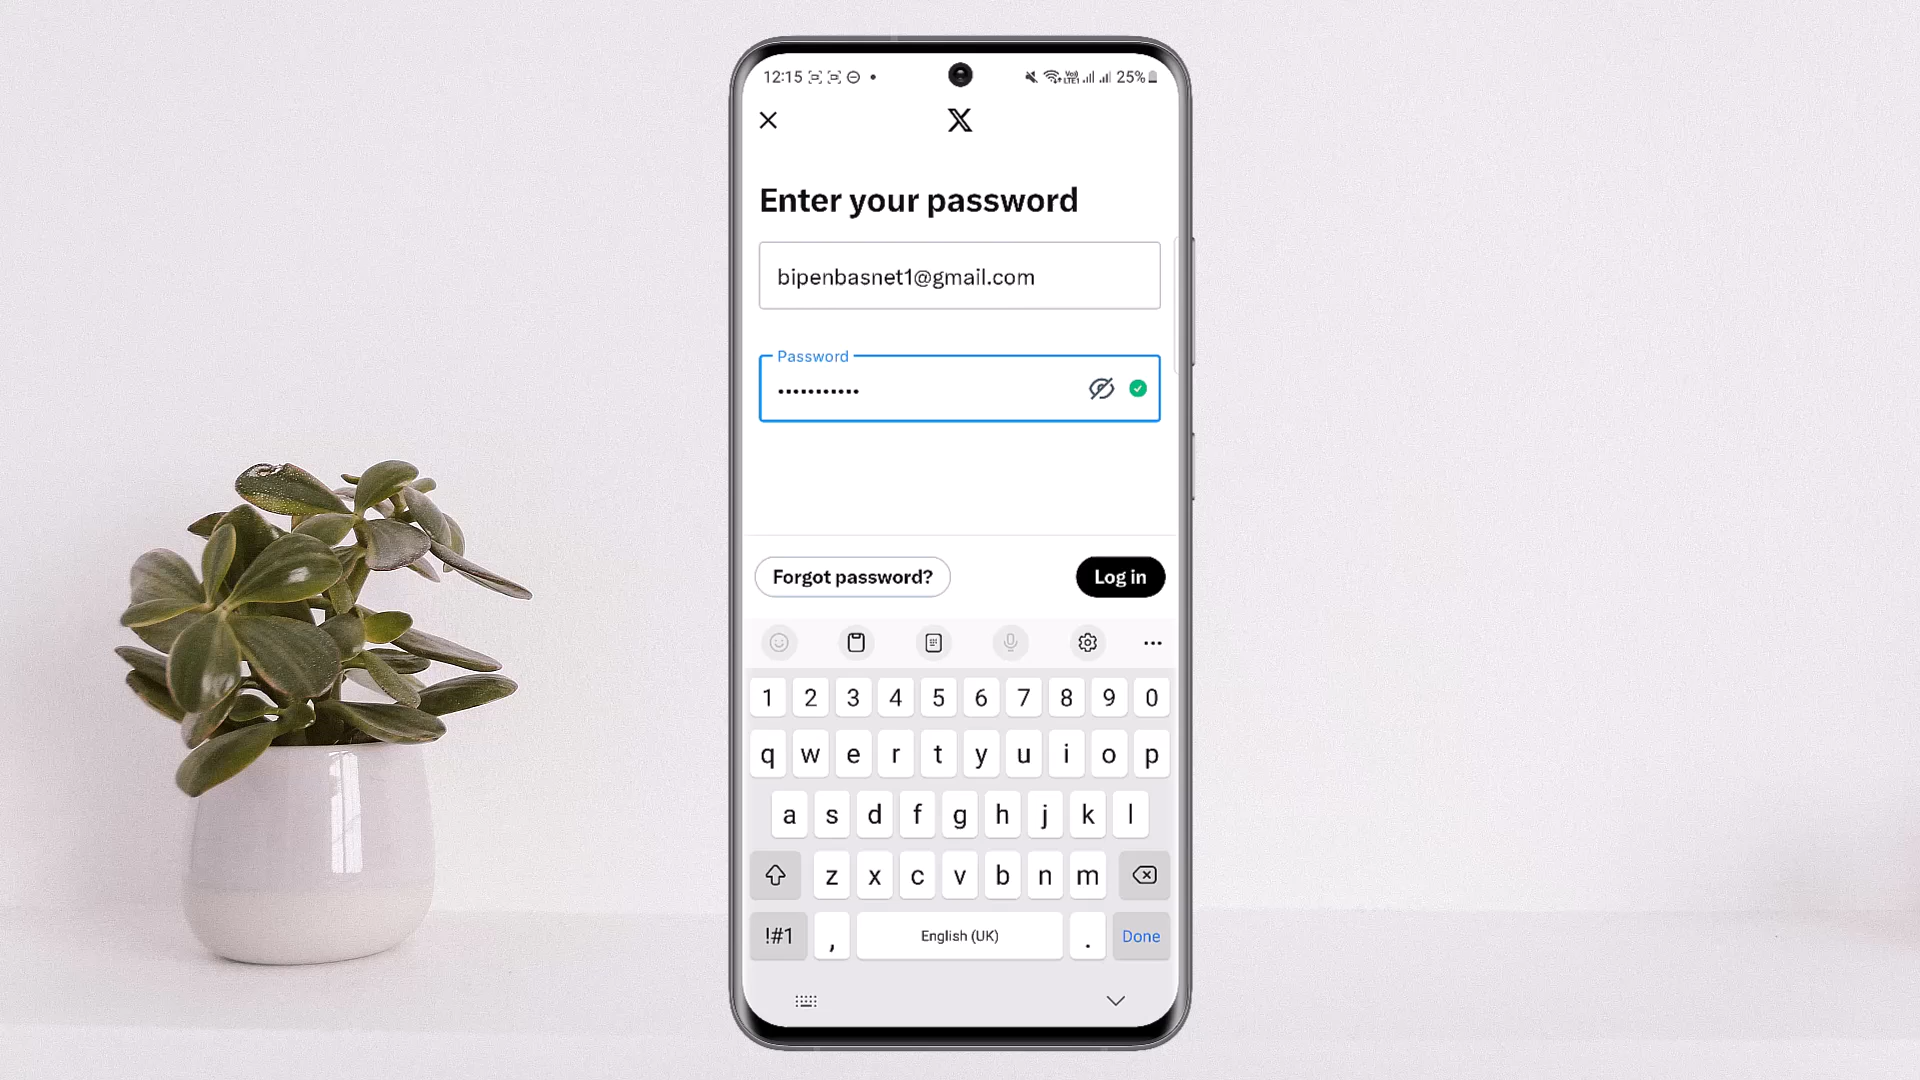 12:15 25%
X
Enter your password
bipenbasnet1@gmail.com
Password
•••••••••••
Forgot password? Log in
1 2 3 4 5 6 7 8 9 0
q w e r t y u i o p
a s d f g h j k l
z x c v b n m
!#1 , English (UK) . Done